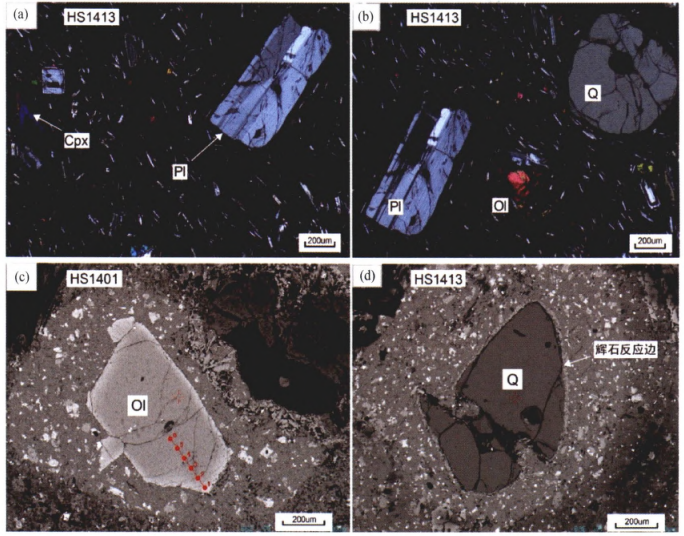 (a)
HS1413
Cpx
Pl
200um
(b)
HS1413
Q
Pl
Ol
200um
(c)
HS1401
Ol
200um
(d)
HS1413
Q
辉石反应边
200um